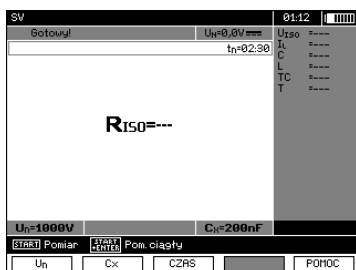 SV 01:12
Gotowy! UN=0,0V
tn=02:30
UISO =---
IL =---
C =---
L =---
TC =---
T =---
RISO=---
Un=1000V CX=200nF
START Pomiar START +ENTER Pom. ciągły
Un Cx CZAS POMOC